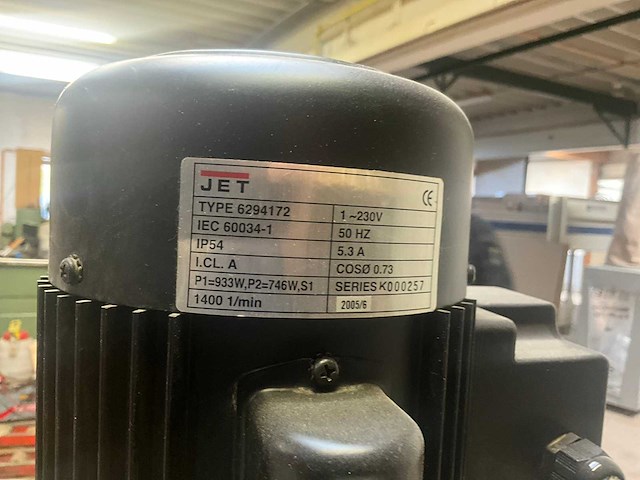 JET
CE
TYPE 6294172 1 ~230V
IEC 60034-1 50 HZ
IP54 5.3 A
I.CL. A COSØ 0.73
P1=933W,P2=746W,S1 SERIES K000257
1400 1/min 2005/6